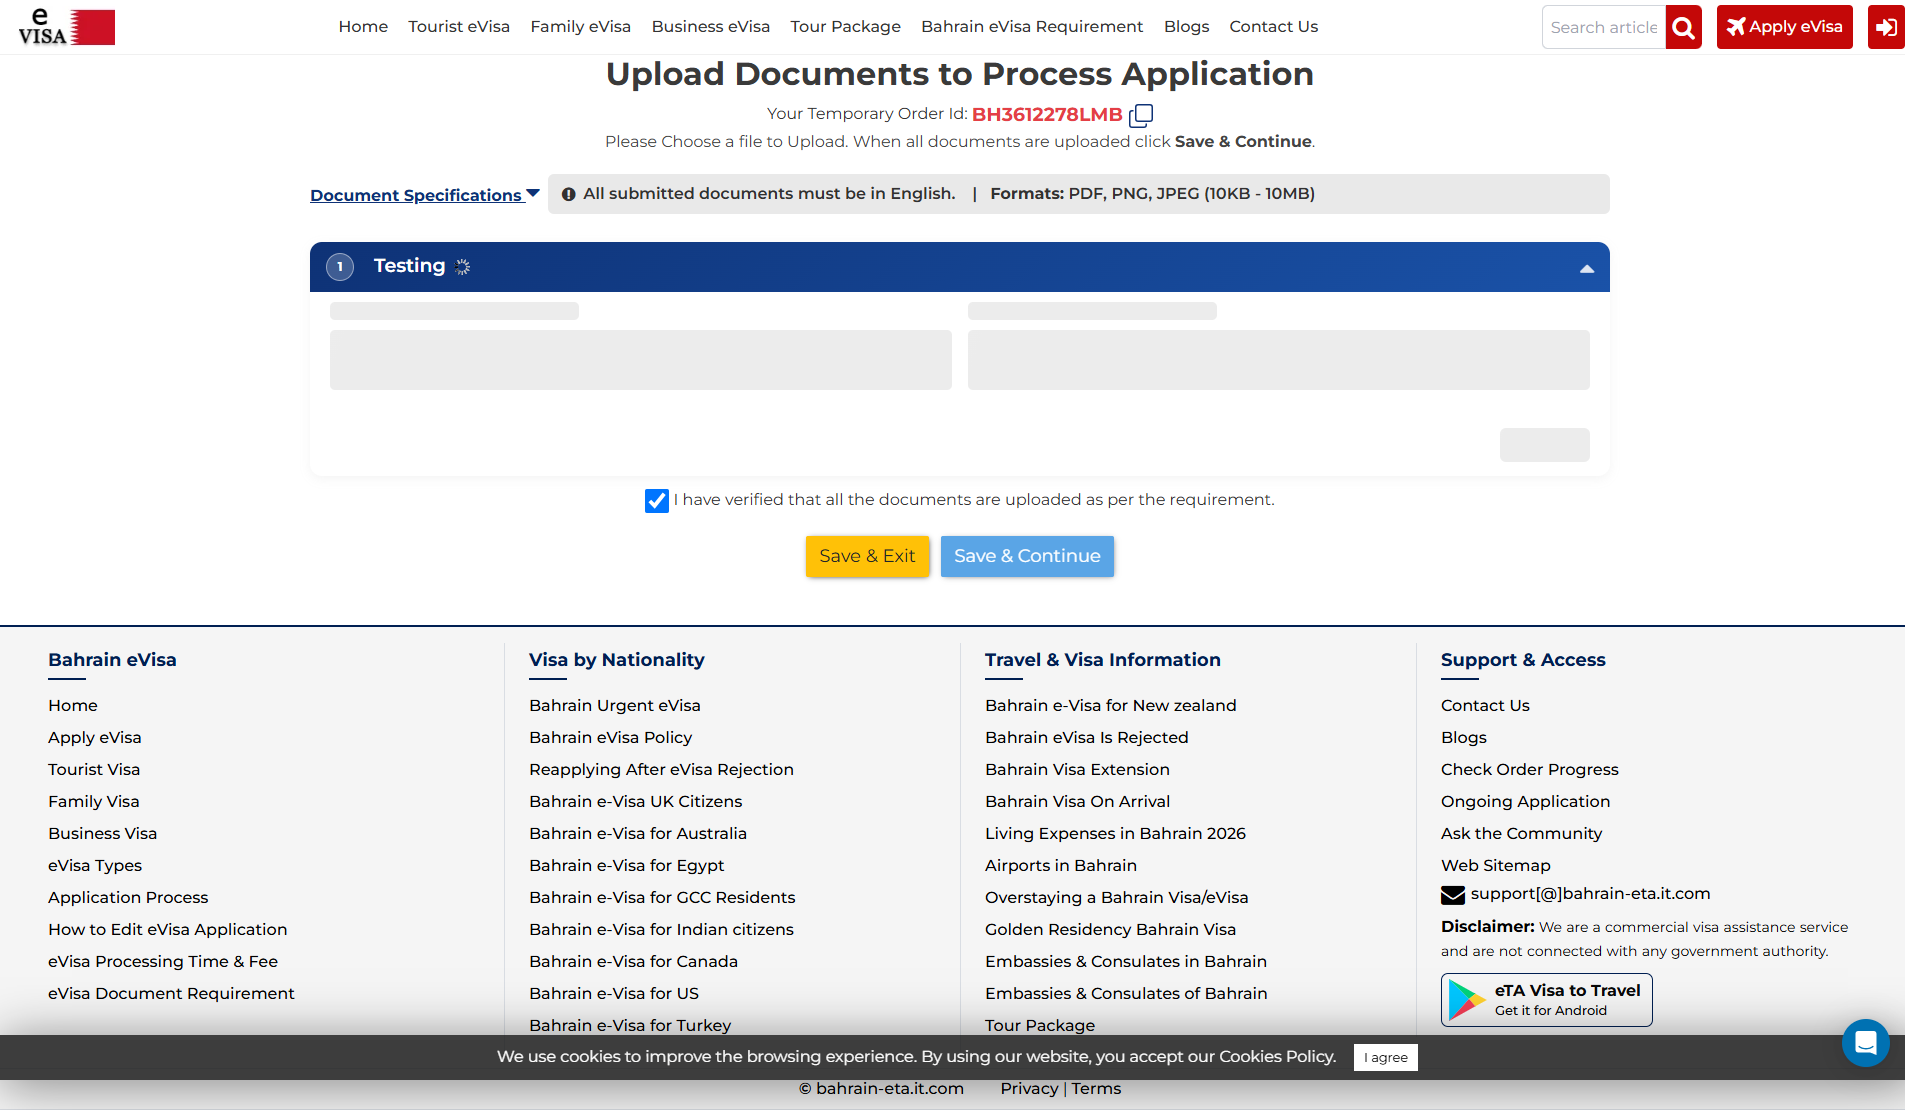 e
VISA
Home Tourist eVisa Family eVisa Business eVisa Tour Package Bahrain eVisa Requirement Blogs Contact Us
Search article
Apply eVisa
Upload Documents to Process Application
Your Temporary Order Id: BH3612278LMB
Please Choose a file to Upload. When all documents are uploaded click Save & Continue.
Document Specifications
All submitted documents must be in English. | Formats: PDF, PNG, JPEG (10KB - 10MB)
1 Testing
I have verified that all the documents are uploaded as per the requirement.
Save & Exit Save & Continue
Bahrain eVisa
Home
Apply eVisa
Tourist Visa
Family Visa
Business Visa
eVisa Types
Application Process
How to Edit eVisa Application
eVisa Processing Time & Fee
eVisa Document Requirement
Visa by Nationality
Bahrain Urgent eVisa
Bahrain eVisa Policy
Reapplying After eVisa Rejection
Bahrain e-Visa UK Citizens
Bahrain e-Visa for Australia
Bahrain e-Visa for Egypt
Bahrain e-Visa for GCC Residents
Bahrain e-Visa for Indian citizens
Bahrain e-Visa for Canada
Bahrain e-Visa for US
Bahrain e-Visa for Turkey
Travel & Visa Information
Bahrain e-Visa for New zealand
Bahrain eVisa Is Rejected
Bahrain Visa Extension
Bahrain Visa On Arrival
Living Expenses in Bahrain 2026
Airports in Bahrain
Overstaying a Bahrain Visa/eVisa
Golden Residency Bahrain Visa
Embassies & Consulates in Bahrain
Embassies & Consulates of Bahrain
Tour Package
Support & Access
Contact Us
Blogs
Check Order Progress
Ongoing Application
Ask the Community
Web Sitemap
support[@]bahrain-eta.it.com
Disclaimer: We are a commercial visa assistance service
and are not connected with any government authority.
eTA Visa to Travel
Get it for Android
We use cookies to improve the browsing experience. By using our website, you accept our Cookies Policy. I agree
© bahrain-eta.it.com Privacy | Terms